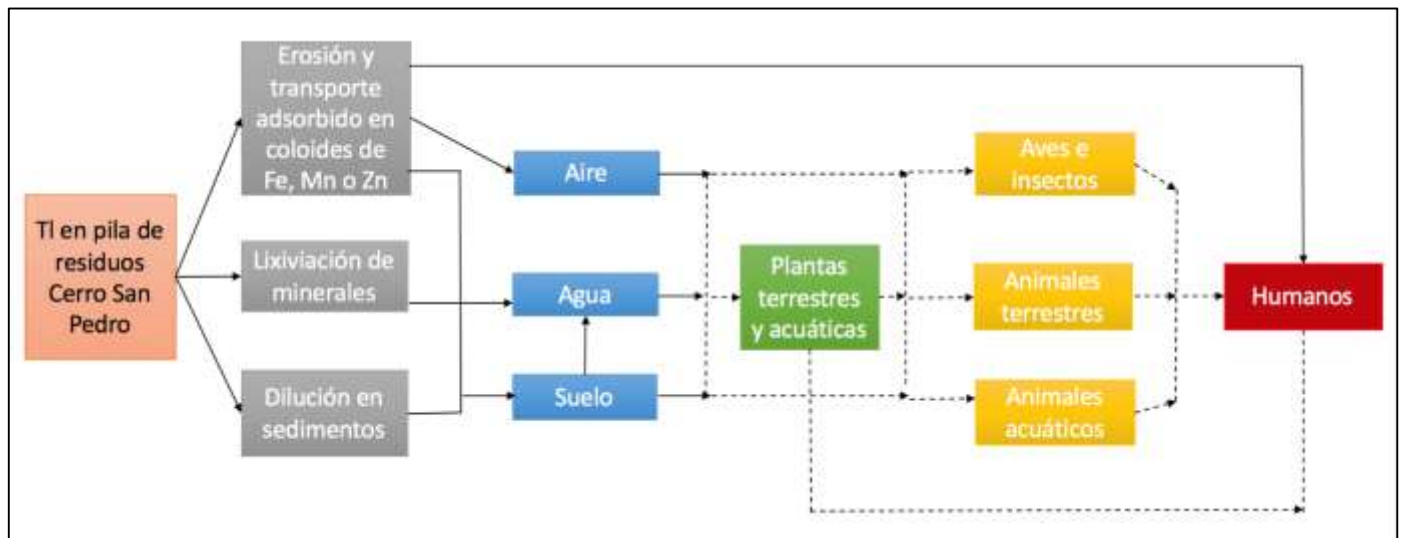 Erosión y
transporte
adsorbido en
coloides de
Fe, Mn o Zn
Tl en pila de
residuos
Cerro San
Pedro
Lixiviación de
minerales
Dilución en
sedimentos
Aire
Agua
Suelo
Plantas
terrestres
y acuáticas
Aves e
insectos
Animales
terrestres
Animales
acuáticos
Humanos